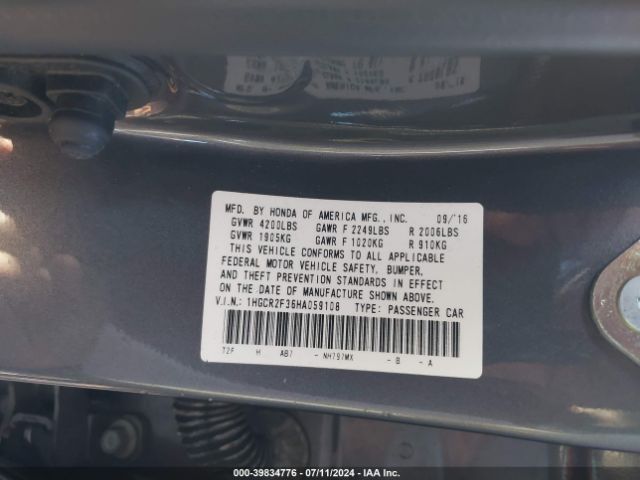 MFD. BY HONDA OF AMERICA MFG., INC. 09/'16
GVWR 4200LBS GAWR F 2249LBS R 2006LBS
GVWR 1905KG GAWR F 1020KG R 910KG
THIS VEHICLE CONFORMS TO ALL APPLICABLE
FEDERAL MOTOR VEHICLE SAFETY, BUMPER,
AND THEFT PREVENTION STANDARDS IN EFFECT
ON THE DATE OF MANUFACTURE SHOWN ABOVE.
V.I.N.: 1HGCR2F36HA059108 TYPE: PASSENGER CAR
T2F H AB7 - NH797MX - B - A
000-39834776 - 07/11/2024 - IAA Inc.